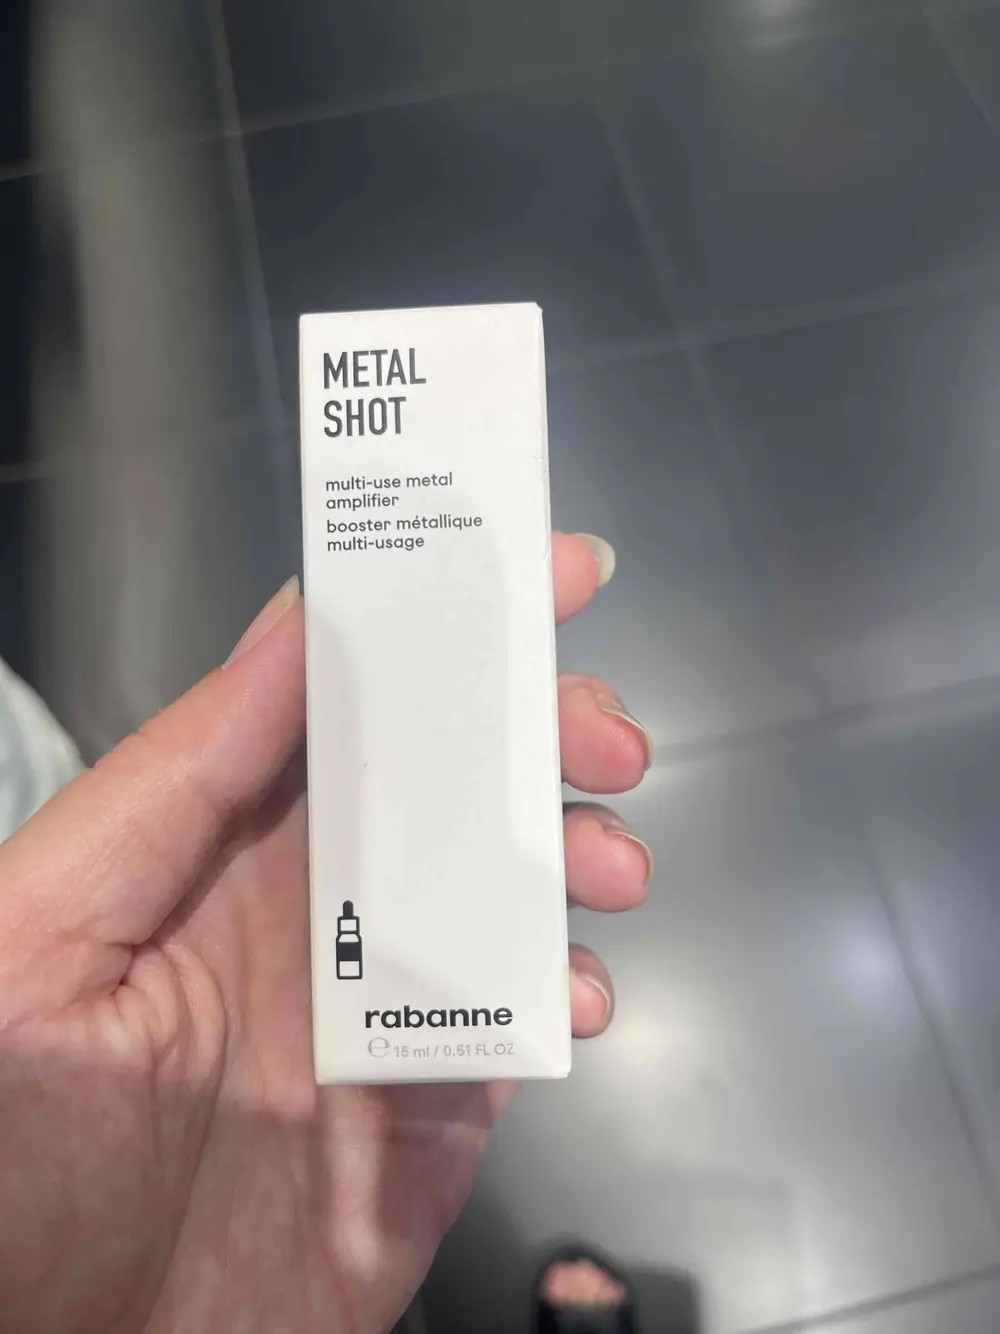 METAL
SHOT
multi-use metal
amplifier
booster métallique
multi-usage
rabanne
℮ 15 ml / 0.51 FL OZ